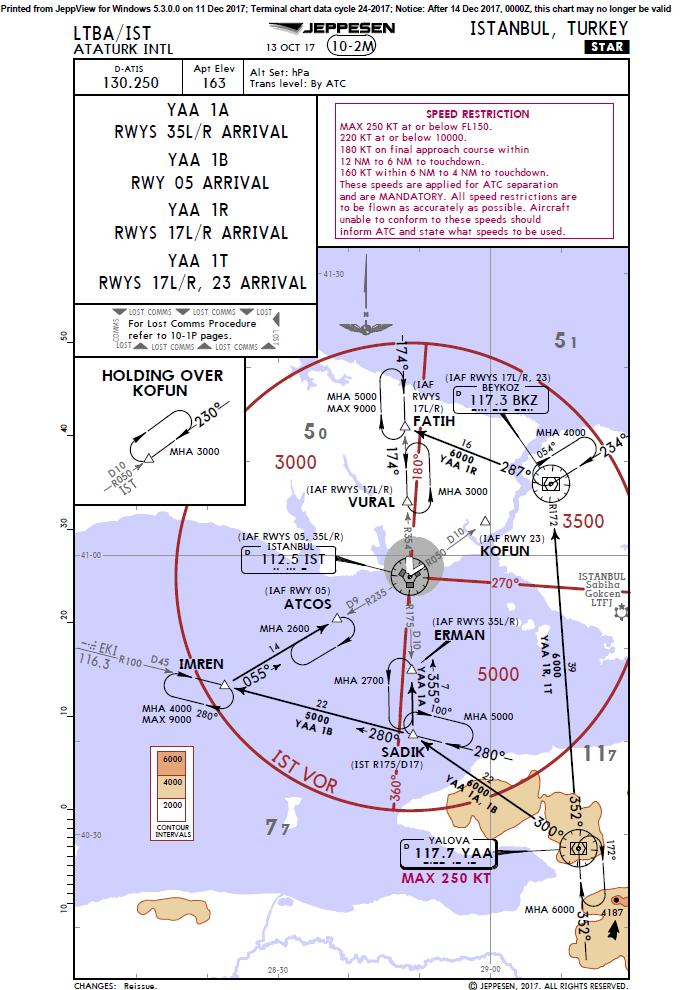 Printed from JeppView for Windows 5.3.0.0 on 11 Dec 2017; Terminal chart data cycle 24-2017; Notice: After 14 Dec 2017, 0000Z, this chart may no longer be valid
LTBA/IST
ATATURK INTL
JEPPESEN
13 OCT 17
10-2M
ISTANBUL, TURKEY
STAR
D-ATIS
130.250
Apt Elev
163
Alt Set: hPa
Trans level: By ATC
YAA 1A
RWYS 35L/R ARRIVAL
YAA 1B
RWY 05 ARRIVAL
YAA 1R
RWYS 17L/R ARRIVAL
YAA 1T
RWYS 17L/R, 23 ARRIVAL
SPEED RESTRICTION
MAX 250 KT at or below FL150.
220 KT at or below 10000.
180 KT on final approach course within
12 NM to 6 NM to touchdown.
160 KT within 6 NM to 4 NM to touchdown.
These speeds are applied for ATC separation
and are MANDATORY. All speed restrictions are
to be flown as accurately as possible. Aircraft
unable to conform to these speeds should
inform ATC and state what speeds to be used.
LOST COMMS LOST COMMS LOST
COMMS
For Lost Comms Procedure
refer to 10-1P pages.
LOST
LOST COMMS LOST COMMS
HOLDING OVER
KOFUN
230°
MHA 3000
D10
R050
IST
41-30
50
40
30
20
10
0
10
41-00
40-30
28-30
29-00
51
50
77
117
3000
3500
5000
174°
MHA 5000
MAX 9000
(IAF
RWYS
17L/R)
FATIH
174°
180°
MHA 3000
(IAF RWYS 17L/R)
VURAL
R354
(IAF RWYS 17L/R, 23)
BEYKOZ
D
117.3 BKZ
MHA 4000
054°
234°
16
6000
YAA 1R
287°
R172
D10
R050
KOFUN
(IAF RWY 23)
(IAF RWYS 05, 35L/R)
ISTANBUL
D
112.5 IST
270°
ISTANBUL
Sabiha
Gokcen
LTFJ
(IAF RWY 05)
ATCOS
D9
R235
MHA 2600
14
055°
EKI
116.3
R100
D45
IMREN
MHA 4000
MAX 9000
280°
22
5000
YAA 1B
280°
R175 D10
(IAF RWYS 35L/R)
ERMAN
MHA 2700
7
355°
YAA 1A
100°
MHA 5000
280°
SADIK
(IST R175/D17)
360°
IST VOR
39
6000
YAA 1R, 1T
22
6000
YAA 1A, 1B
300°
352°
YALOVA
D
117.7 YAA
MAX 250 KT
172°
MHA 6000
352°
4187
6000
4000
2000
CONTOUR
INTERVALS
CHANGES: Reissue.
© JEPPESEN, 2017. ALL RIGHTS RESERVED.